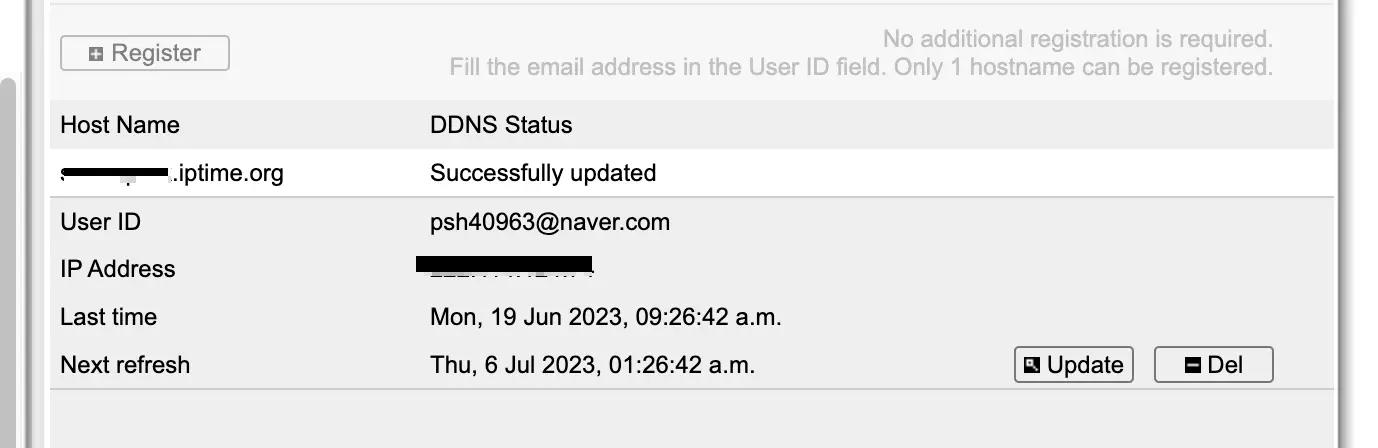 Register
No additional registration is required.
Fill the email address in the User ID field. Only 1 hostname can be registered.
Host Name DDNS Status
.iptime.org Successfully updated
User ID psh40963@naver.com
IP Address
Last time Mon, 19 Jun 2023, 09:26:42 a.m.
Next refresh Thu, 6 Jul 2023, 01:26:42 a.m. Update Del